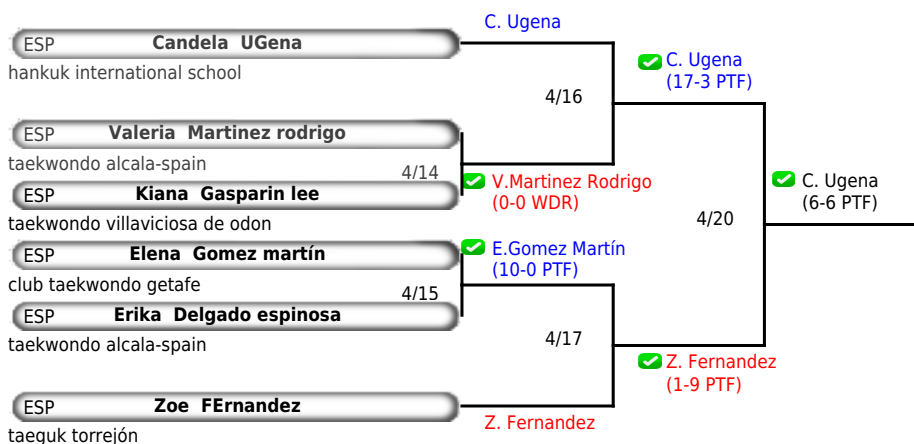 C. Ugena
ESP Candela UGena
hankuk international school
C. Ugena
(17-3 PTF)
4/16
ESP Valeria Martinez rodrigo
taekwondo alcala-spain
4/14
V.Martinez Rodrigo
(0-0 WDR)
ESP Kiana Gasparin lee
taekwondo villaviciosa de odon
C. Ugena
(6-6 PTF)
4/20
ESP Elena Gomez martín
club taekwondo getafe
E.Gomez Martín
(10-0 PTF)
4/15
ESP Erika Delgado espinosa
taekwondo alcala-spain
4/17
Z. Fernandez
(1-9 PTF)
ESP Zoe FErnandez
taeguk torrejón
Z. Fernandez